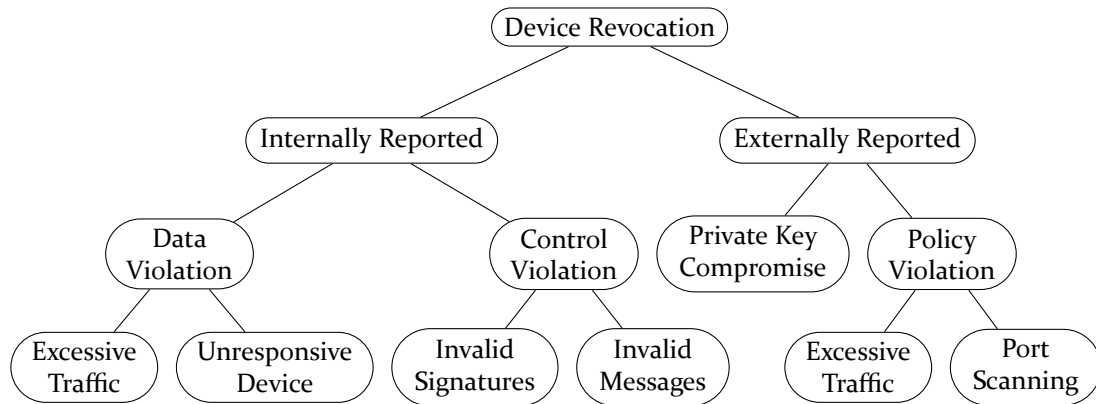 Device Revocation
Internally Reported
Externally Reported
Data
Violation
Control
Violation
Private Key
Compromise
Policy
Violation
Excessive
Traffic
Unresponsive
Device
Invalid
Signatures
Invalid
Messages
Excessive
Traffic
Port
Scanning